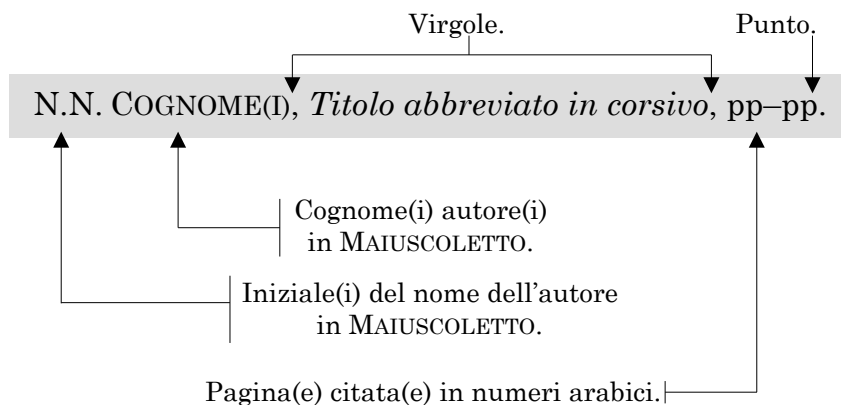 Virgole. Punto.
N.N. COGNOME(I), Titolo abbreviato in corsivo, pp–pp.
Cognome(i) autore(i)
in MAIUSCOLETTO.
Iniziale(i) del nome dell'autore
in MAIUSCOLETTO.
Pagina(e) citata(e) in numeri arabici.